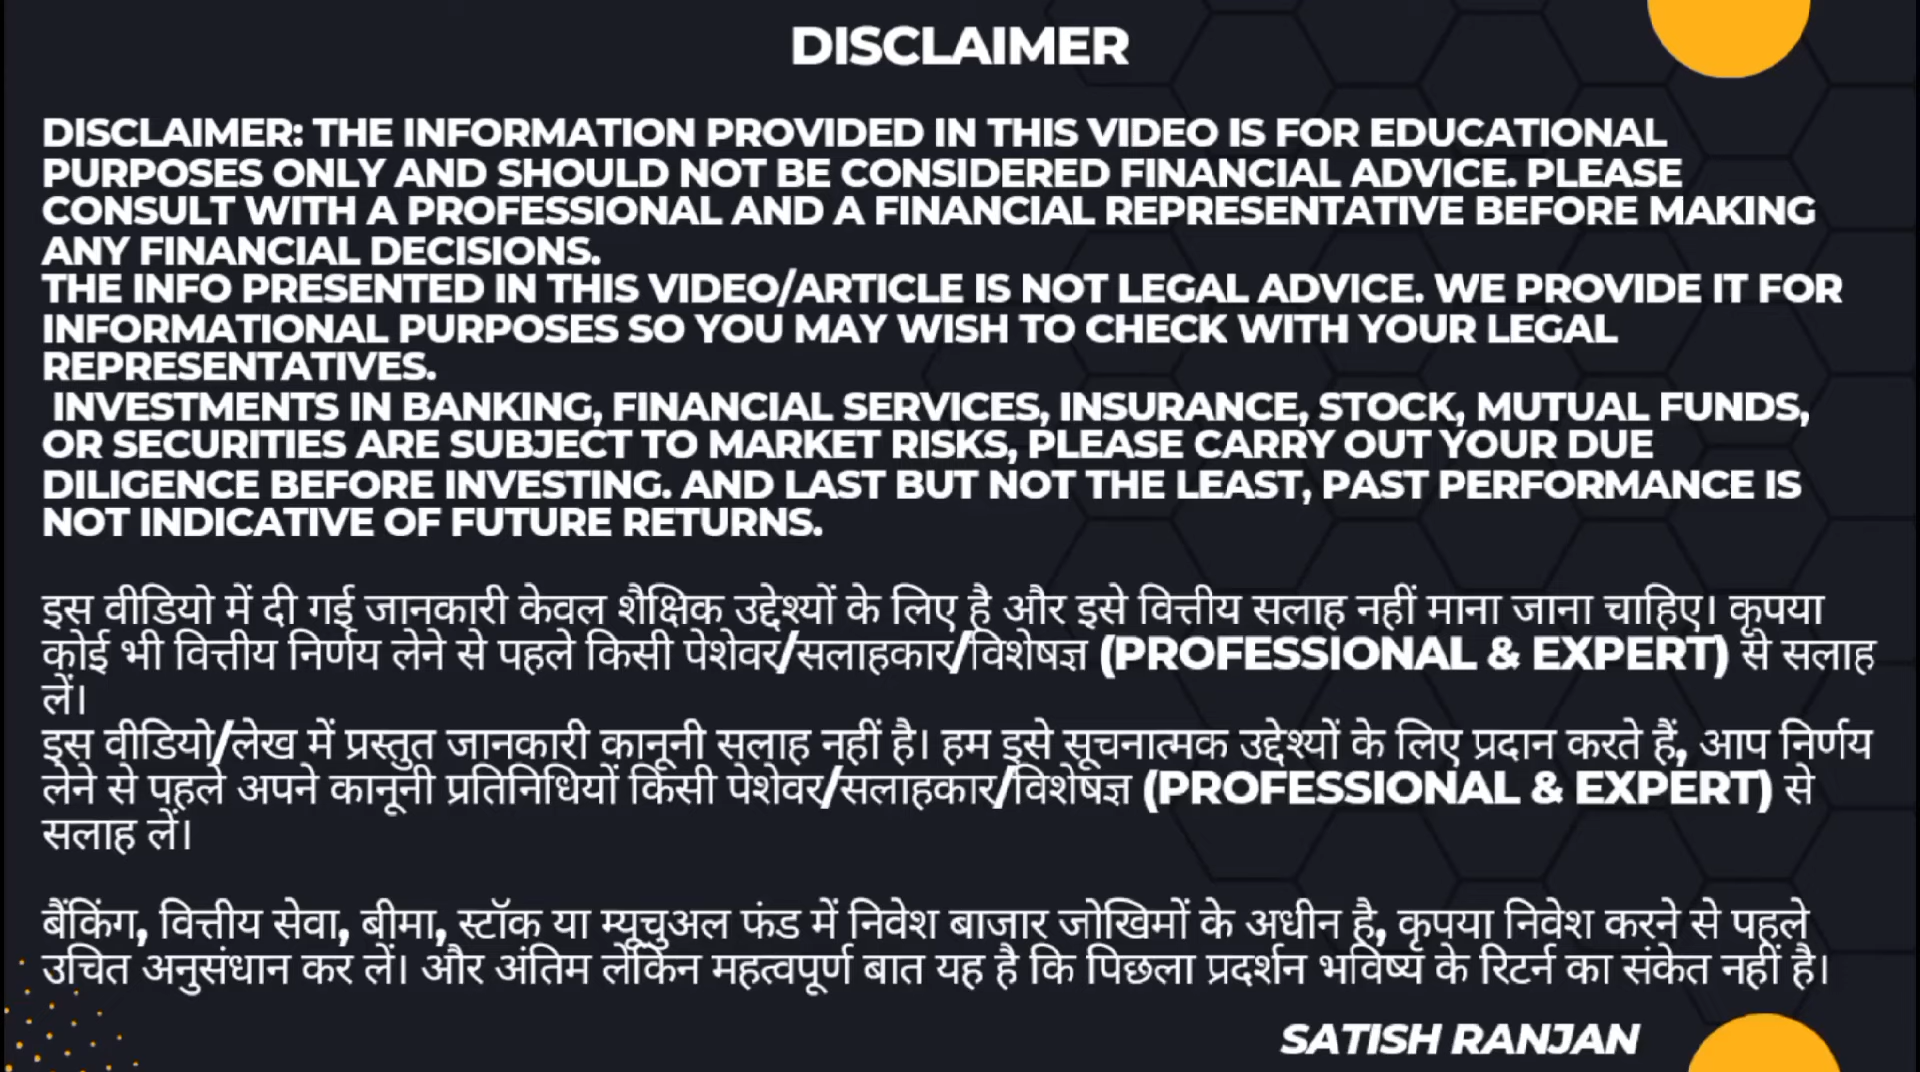 DISCLAIMER
DISCLAIMER: THE INFORMATION PROVIDED IN THIS VIDEO IS FOR EDUCATIONAL
PURPOSES ONLY AND SHOULD NOT BE CONSIDERED FINANCIAL ADVICE. PLEASE
CONSULT WITH A PROFESSIONAL AND A FINANCIAL REPRESENTATIVE BEFORE MAKING
ANY FINANCIAL DECISIONS.
THE INFO PRESENTED IN THIS VIDEO/ARTICLE IS NOT LEGAL ADVICE. WE PROVIDE IT FOR
INFORMATIONAL PURPOSES SO YOU MAY WISH TO CHECK WITH YOUR LEGAL
REPRESENTATIVES.
INVESTMENTS IN BANKING, FINANCIAL SERVICES, INSURANCE, STOCK, MUTUAL FUNDS,
OR SECURITIES ARE SUBJECT TO MARKET RISKS, PLEASE CARRY OUT YOUR DUE
DILIGENCE BEFORE INVESTING. AND LAST BUT NOT THE LEAST, PAST PERFORMANCE IS
NOT INDICATIVE OF FUTURE RETURNS.
इस वीडियो में दी गई जानकारी केवल शैक्षिक उद्देश्यों के लिए है और इसे वित्तीय सलाह नहीं माना जाना चाहिए। कृपया
कोई भी वित्तीय निर्णय लेने से पहले किसी पेशेवर/सलाहकार/विशेषज्ञ (PROFESSIONAL & EXPERT) से सलाह
लें।
इस वीडियो/लेख में प्रस्तुत जानकारी कानूनी सलाह नहीं है। हम इसे सूचनात्मक उद्देश्यों के लिए प्रदान करते हैं, आप निर्णय
लेने से पहले अपने कानूनी प्रतिनिधियों किसी पेशेवर/सलाहकार/विशेषज्ञ (PROFESSIONAL & EXPERT) से
सलाह लें।
बैंकिंग, वित्तीय सेवा, बीमा, स्टॉक या म्यूचुअल फंड में निवेश बाजार जोखिमों के अधीन है, कृपया निवेश करने से पहले
उचित अनुसंधान कर लें। और अंतिम लेकिन महत्वपूर्ण बात यह है कि पिछला प्रदर्शन भविष्य के रिटर्न का संकेत नहीं है।
SATISH RANJAN